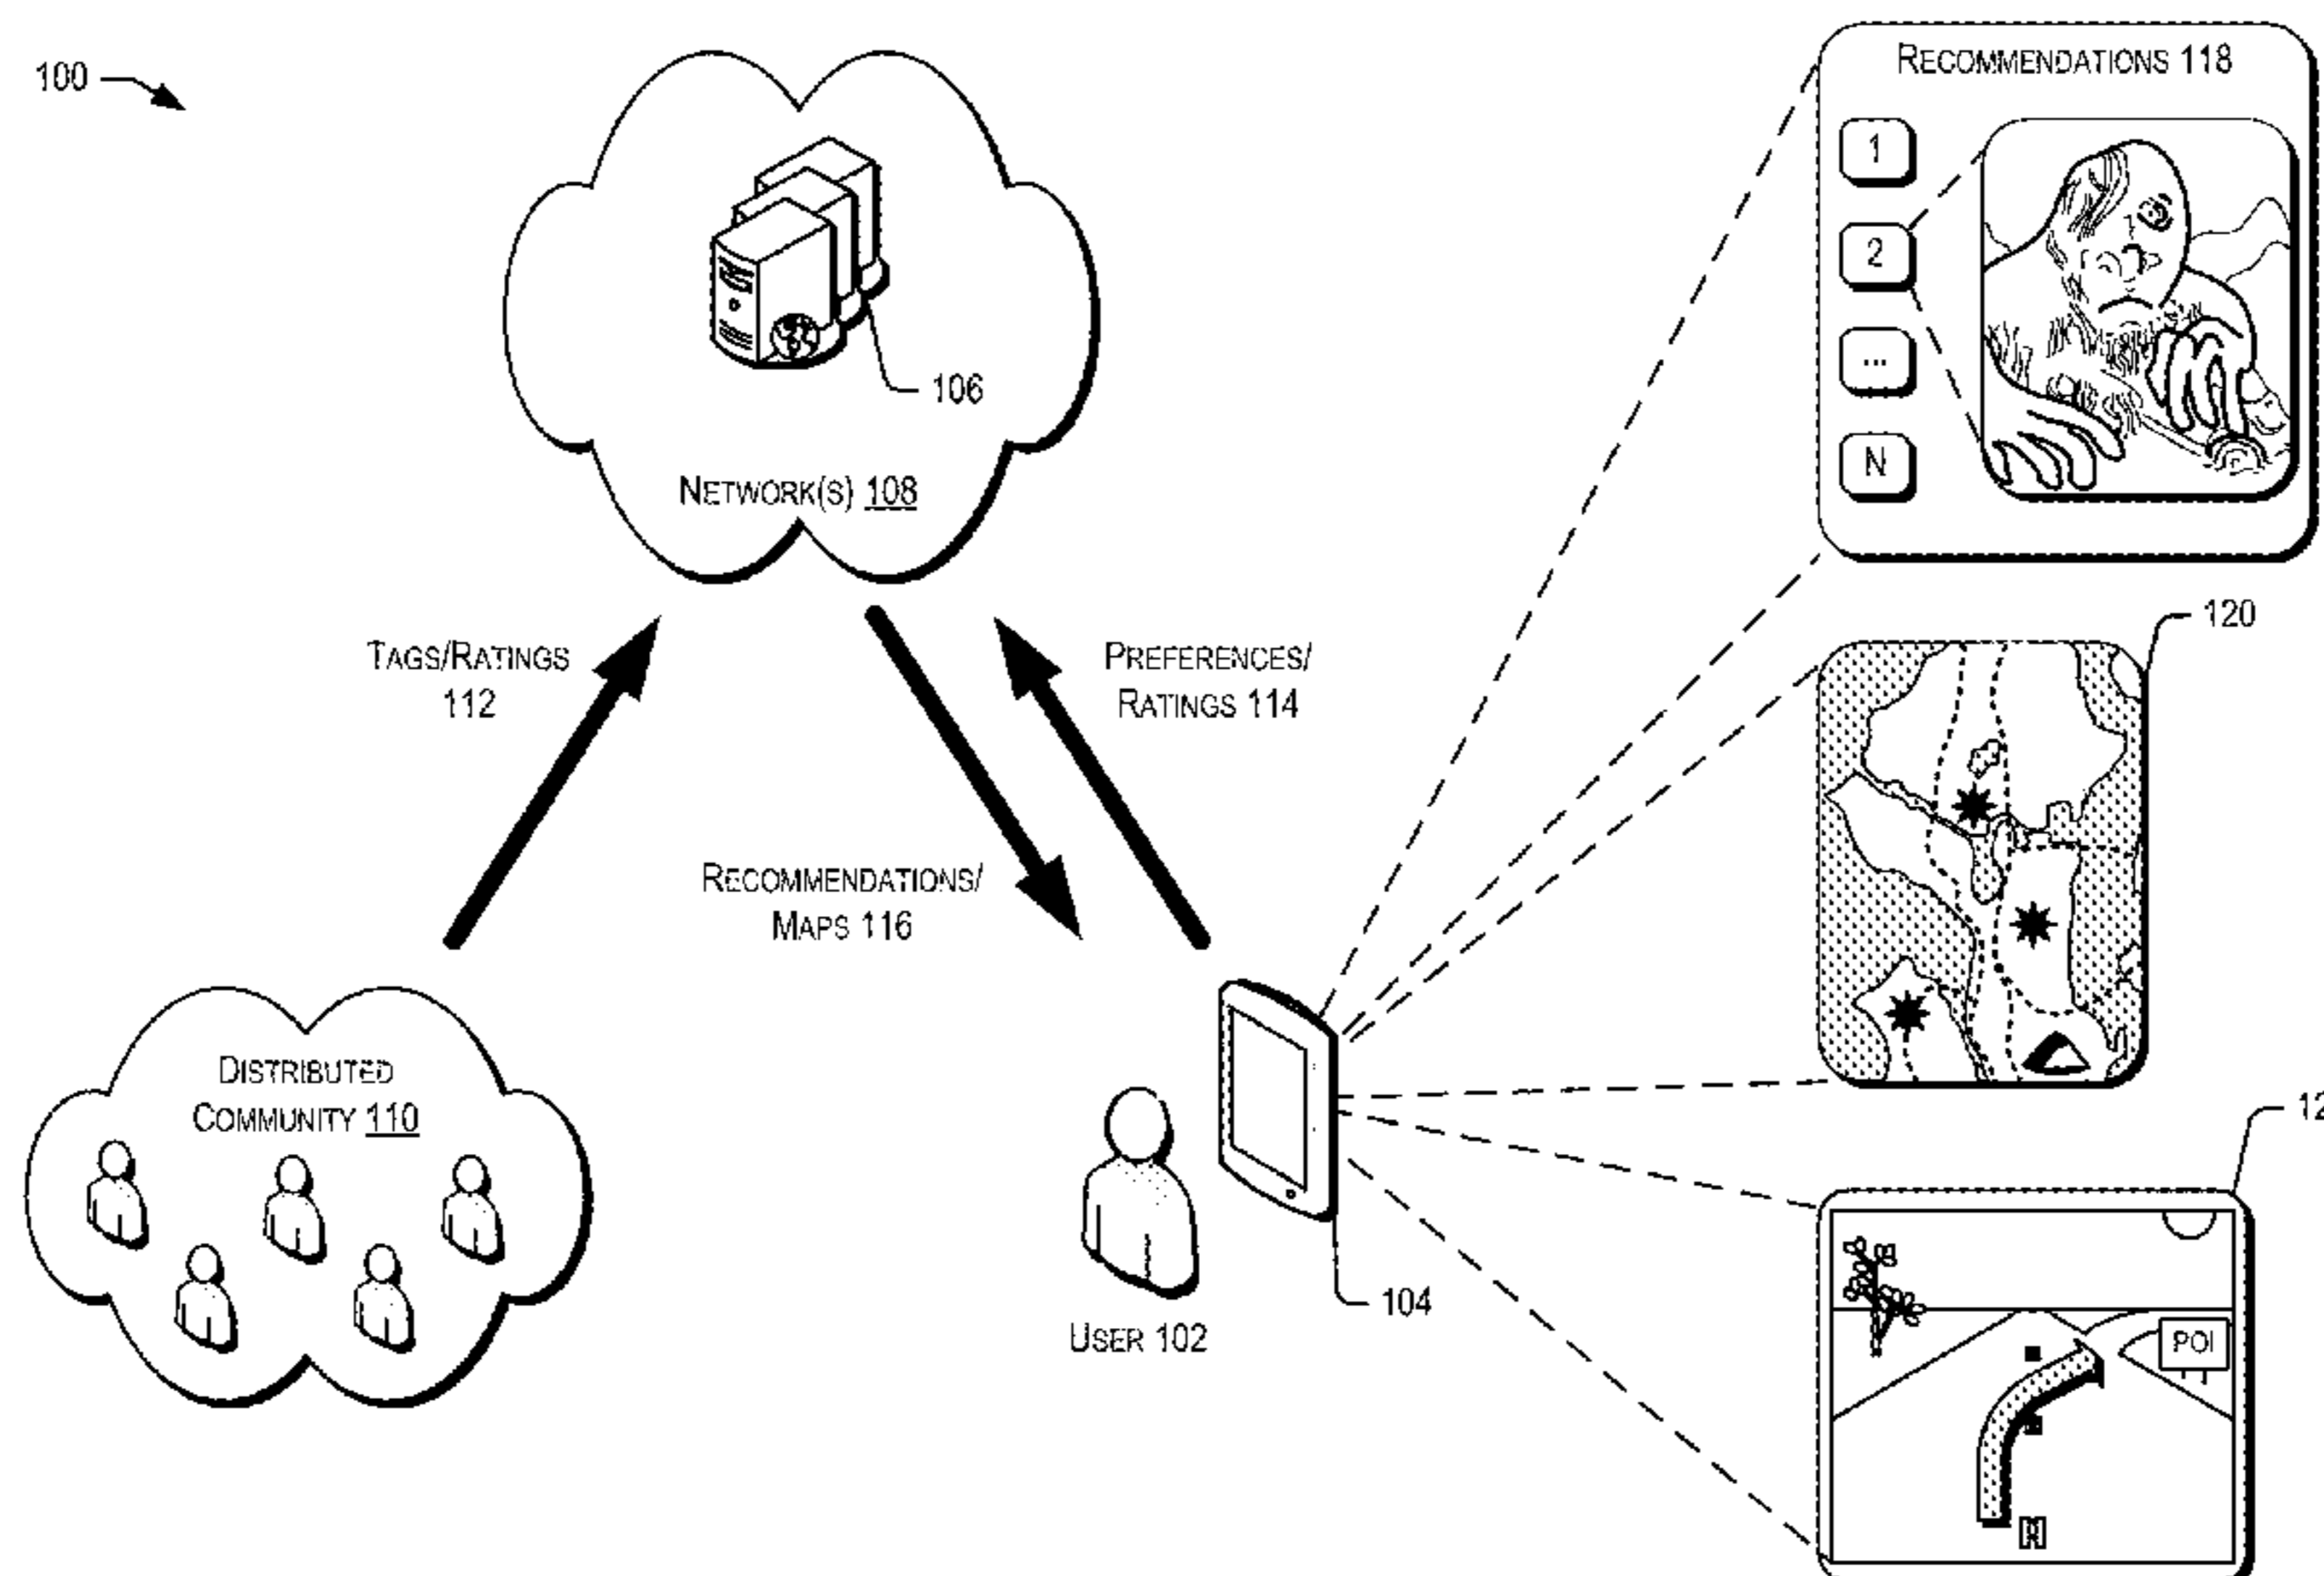 100
RECOMMENDATIONS 118
1
2
...
N
106
NETWORK(S) 108
120
TAGS/RATINGS
112
PREFERENCES/
RATINGS 114
RECOMMENDATIONS/
MAPS 116
DISTRIBUTED
COMMUNITY 110
104
USER 102
POI